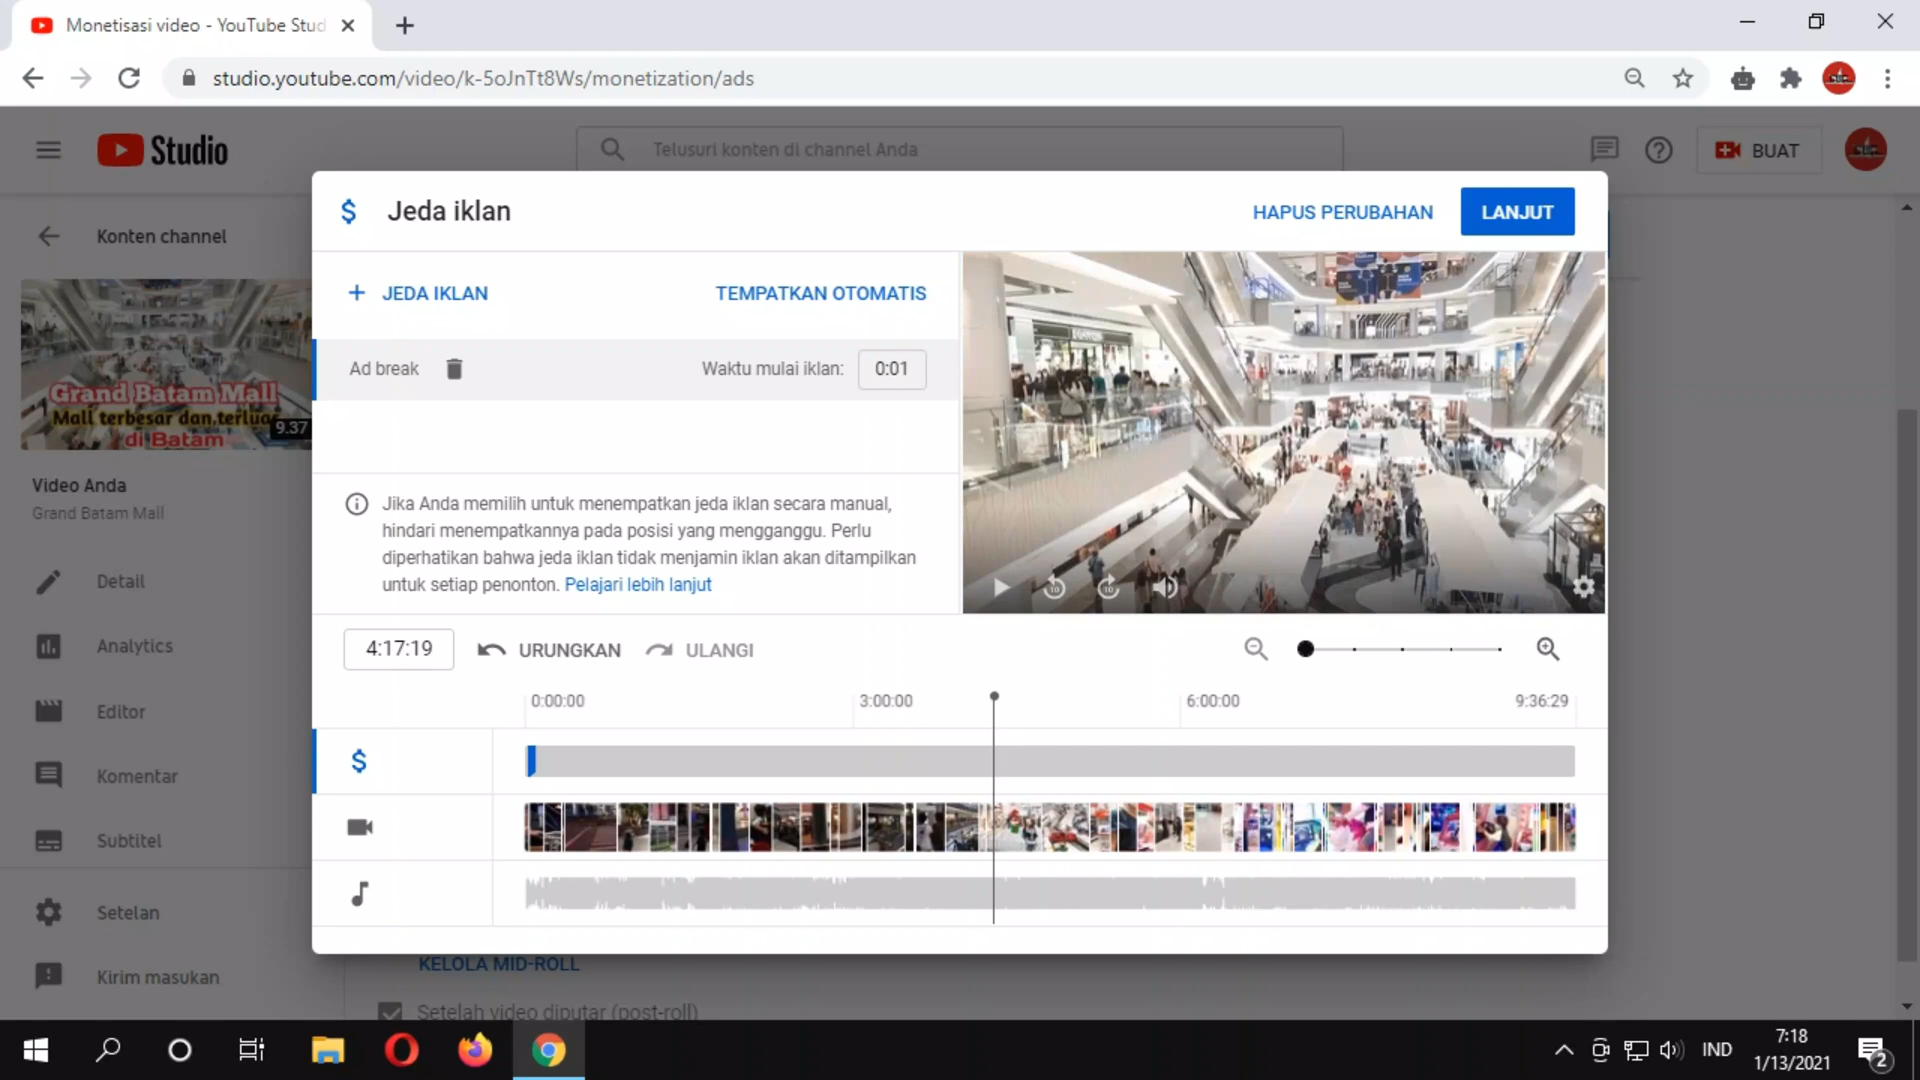 Monetisasi video - YouTube Stud
studio.youtube.com/video/k-5oJnTt8Ws/monetization/ads
Studio
Telusuri konten di channel Anda
BUAT
Konten channel
Grand Batam Mall
Mall terbesar dan terluas
di Batam
9.37
Video Anda
Grand Batam Mall
Detail
Analytics
Editor
Komentar
Subtitel
Setelan
Kirim masukan
$ Jeda iklan
HAPUS PERUBAHAN
LANJUT
+ JEDA IKLAN
TEMPATKAN OTOMATIS
Ad break
Waktu mulai iklan: 0:01
Jika Anda memilih untuk menempatkan jeda iklan secara manual,
hindari menempatkannya pada posisi yang mengganggu. Perlu
diperhatikan bahwa jeda iklan tidak menjamin iklan akan ditampilkan
untuk setiap penonton. Pelajari lebih lanjut
10
10
4:17:19
URUNGKAN
ULANGI
0:00:00
3:00:00
6:00:00
9:36:29
$
KELOLA MID-ROLL
Setelah video diputar (post-roll)
IND
7:18
1/13/2021
2